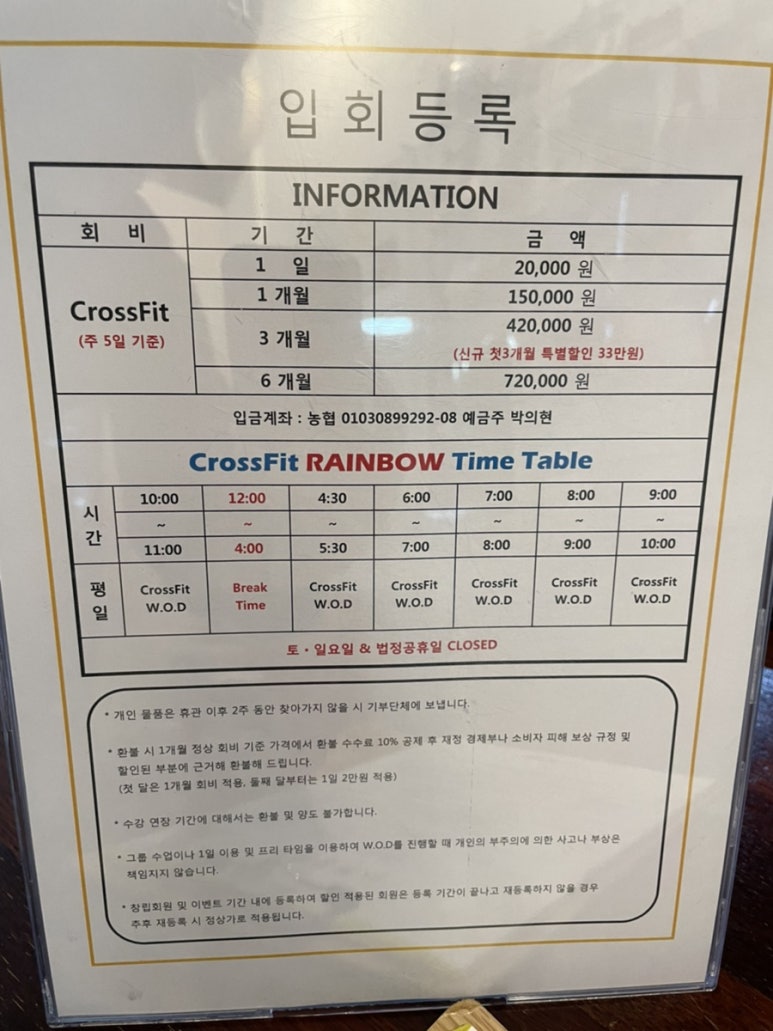 입회등록
INFORMATION
회 비 기 간 금 액
CrossFit
(주 5일 기준)
1 일 20,000 원
1 개월 150,000 원
3 개월 420,000 원
(신규 첫3개월 특별할인 33만원)
6 개월 720,000 원
입금계좌 : 농협 01030899292-08 예금주 박의현
CrossFit RAINBOW Time Table
시간
10:00 12:00 4:30 6:00 7:00 8:00 9:00
~ ~ ~ ~ ~ ~ ~
11:00 4:00 5:30 7:00 8:00 9:00 10:00
평일
CrossFit Break CrossFit CrossFit CrossFit CrossFit CrossFit
W.O.D Time W.O.D W.O.D W.O.D W.O.D W.O.D
토 · 일요일 & 법정공휴일 CLOSED
* 개인 물품은 휴관 이후 2주 동안 찾아가지 않을 시 기부단체에 보냅니다.
* 환불 시 1개월 정상 회비 기준 가격에서 환불 수수료 10% 공제 후 재정 경제부나 소비자 피해 보상 규정 및
할인된 부분에 근거해 환불해 드립니다.
(첫 달은 1개월 회비 적용, 둘째 달부터는 1일 2만원 적용)
* 수강 연장 기간에 대해서는 환불 및 양도 불가합니다.
* 그룹 수업이나 1일 이용 및 프리 타임을 이용하여 W.O.D를 진행할 때 개인의 부주의에 의한 사고나 부상은
책임지지 않습니다.
* 창립회원 및 이벤트 기간 내에 등록하여 할인 적용된 회원은 등록 기간이 끝나고 재등록하지 않을 경우
추후 재등록 시 정상가로 적용됩니다.